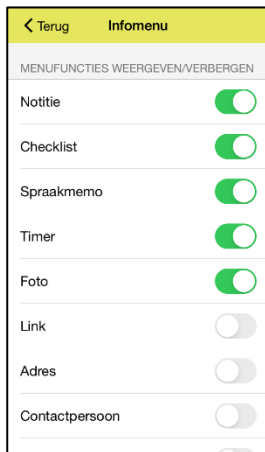 Terug Infomenu
MENUFUNCTIES WEERGEVEN/VERBERGEN
Notitie
Checklist
Spraakmemo
Timer
Foto
Link
Adres
Contactpersoon